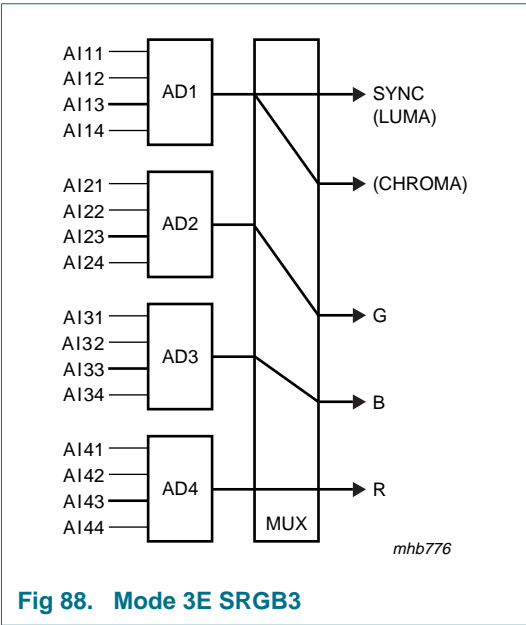 AI11
AI12
AI13
AI14
AD1
SYNC
(LUMA)
(CHROMA)
AI21
AI22
AI23
AI24
AD2
G
AI31
AI32
AI33
AI34
AD3
B
AI41
AI42
AI43
AI44
AD4
R
MUX
mhb776
Fig 88. Mode 3E SRGB3